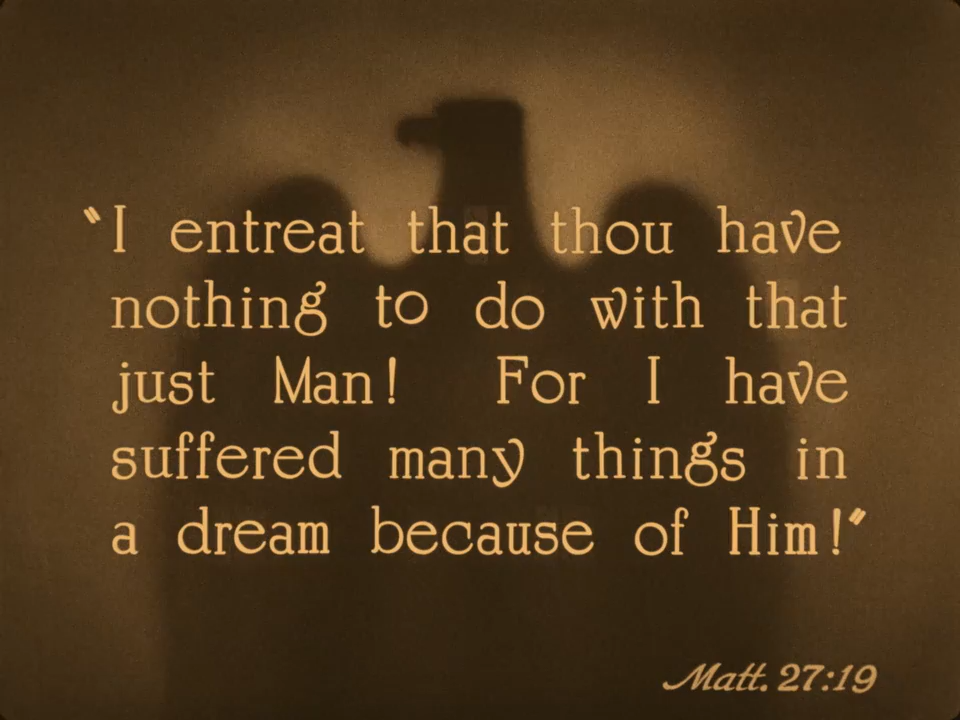 "I entreat that thou have
nothing to do with that
just Man! For I have
suffered many things in
a dream because of Him!"
Matt. 27:19